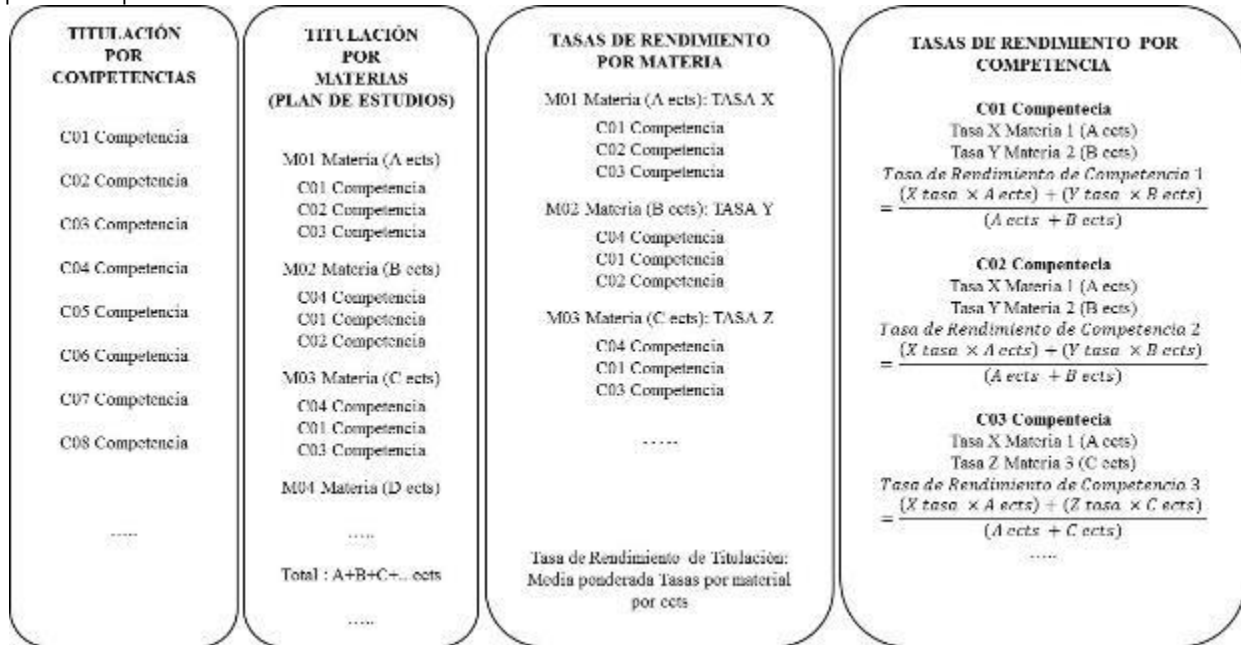 TITULACIÓN
POR
COMPETENCIAS
C01 Competencia
C02 Competencia
C03 Competencia
C04 Competencia
C05 Competencia
C06 Competencia
C07 Competencia
C08 Competencia
.....
TITULACIÓN
POR
MATERIAS
(PLAN DE ESTUDIOS)
M01 Materia (A ects)
C01 Competencia
C02 Competencia
C03 Competencia
M02 Materia (B ects)
C04 Competencia
C01 Competencia
C02 Competencia
M03 Materia (C ects)
C04 Competencia
C01 Competencia
C03 Competencia
M04 Materia (D ects)
.....
Total : A+B+C+.. ects
.....
TASAS DE RENDIMIENTO
POR MATERIA
M01 Materia (A ects): TASA X
C01 Competencia
C02 Competencia
C03 Competencia
M02 Materia (B ects): TASA Y
C04 Competencia
C01 Competencia
C02 Competencia
M03 Materia (C ects): TASA Z
C04 Competencia
C01 Competencia
C03 Competencia
.....
Tasa de Rendimiento de Titulación:
Media ponderada Tasas por material
por ects
TASAS DE RENDIMIENTO POR
COMPETENCIA
C01 Compentecia
Tasa X Materia 1 (A ects)
Tasa Y Materia 2 (B ects)
Tasa de Rendimiento de Competencia 1
= (X tasa × A ects) + (Y tasa × B ects)
(A ects + B ects)
C02 Compentecia
Tasa X Materia 1 (A ects)
Tasa Y Materia 2 (B ects)
Tasa de Rendimiento de Competencia 2
= (X tasa × A ects) + (Y tasa × B ects)
(A ects + B ects)
C03 Compentecia
Tasa X Materia 1 (A ects)
Tasa Z Materia 3 (C ects)
Tasa de Rendimiento de Competencia 3
= (X tasa × A ects) + (Z tasa × C ects)
(A ects + C ects)
.....